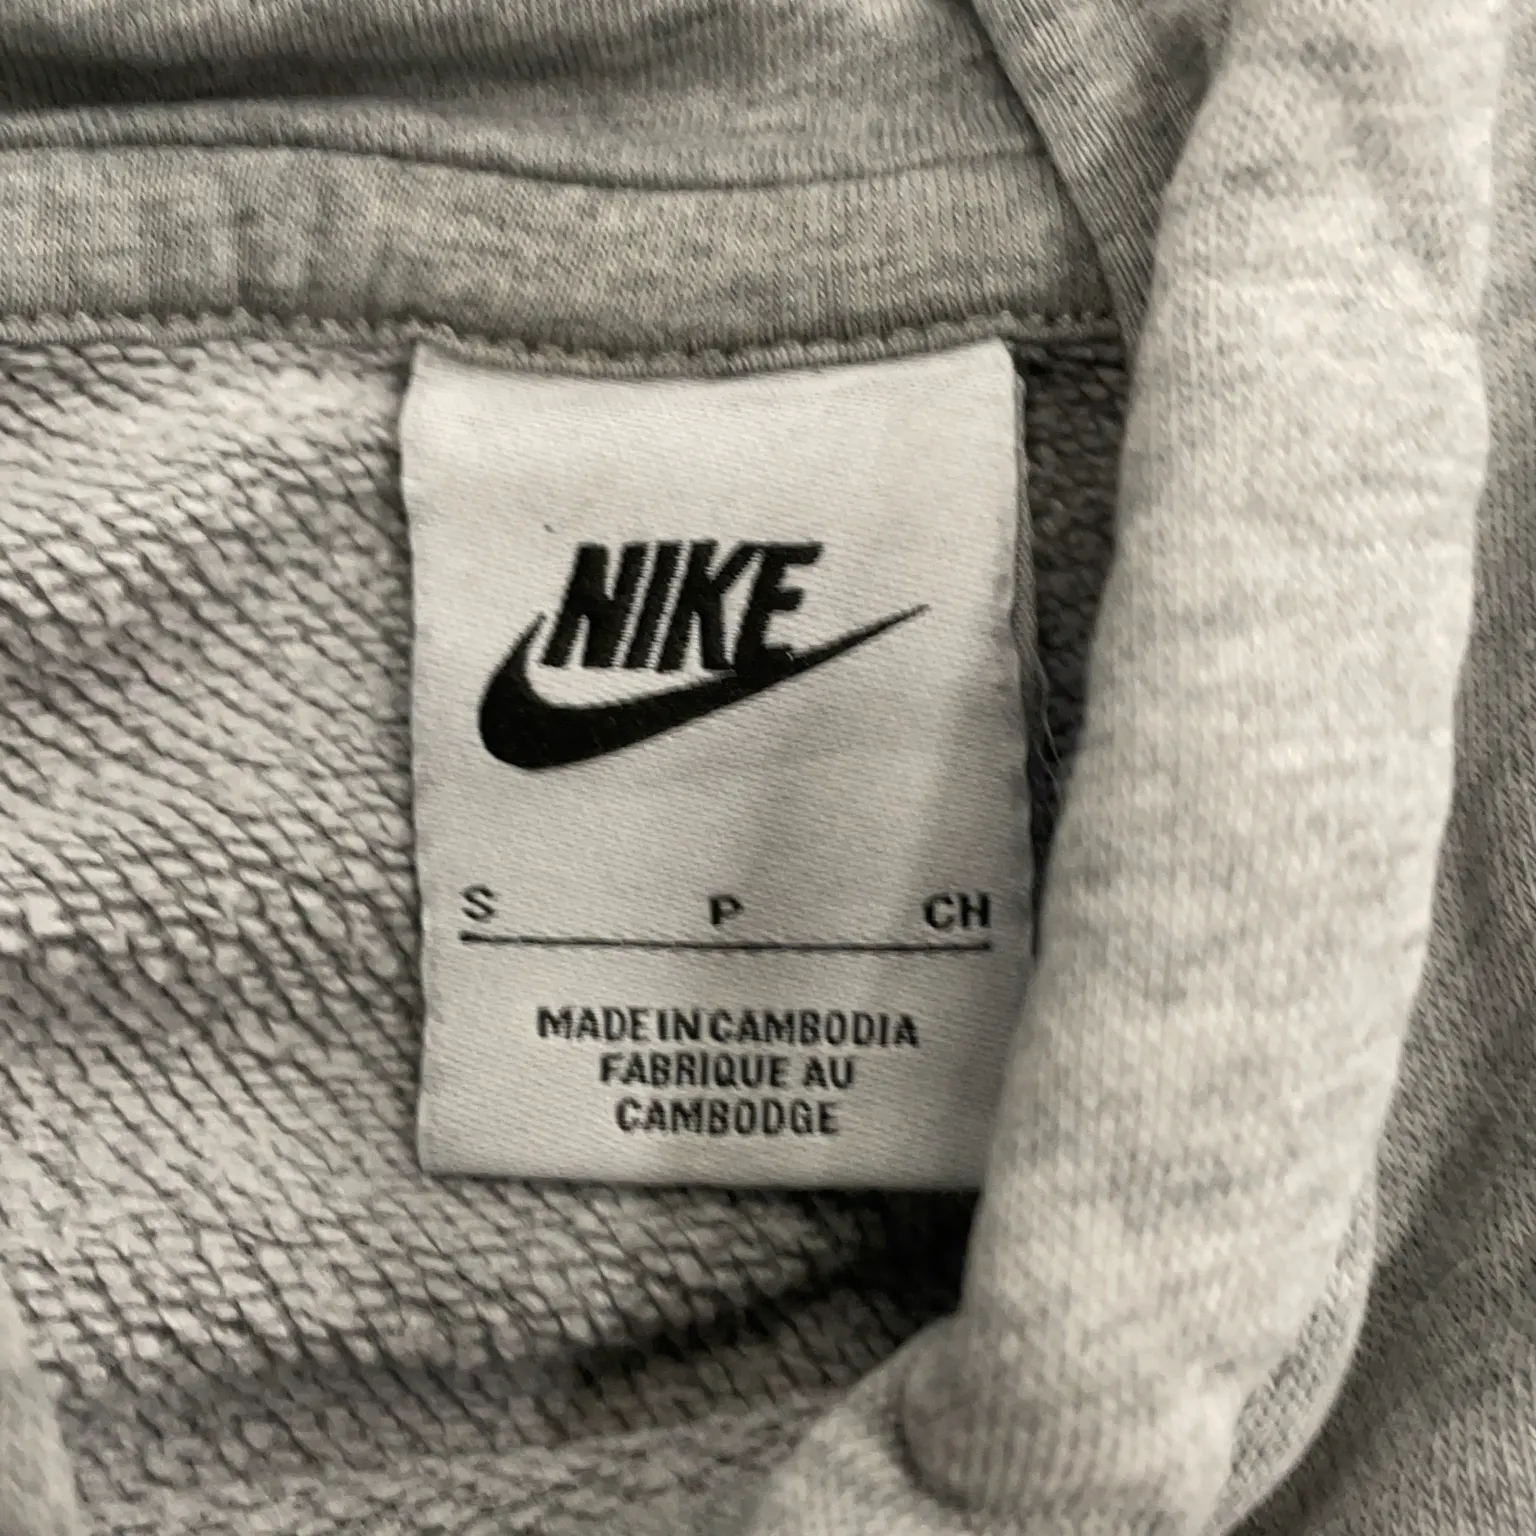 NIKE
S P CH
MADE IN CAMBODIA
FABRIQUE AU
CAMBODGE